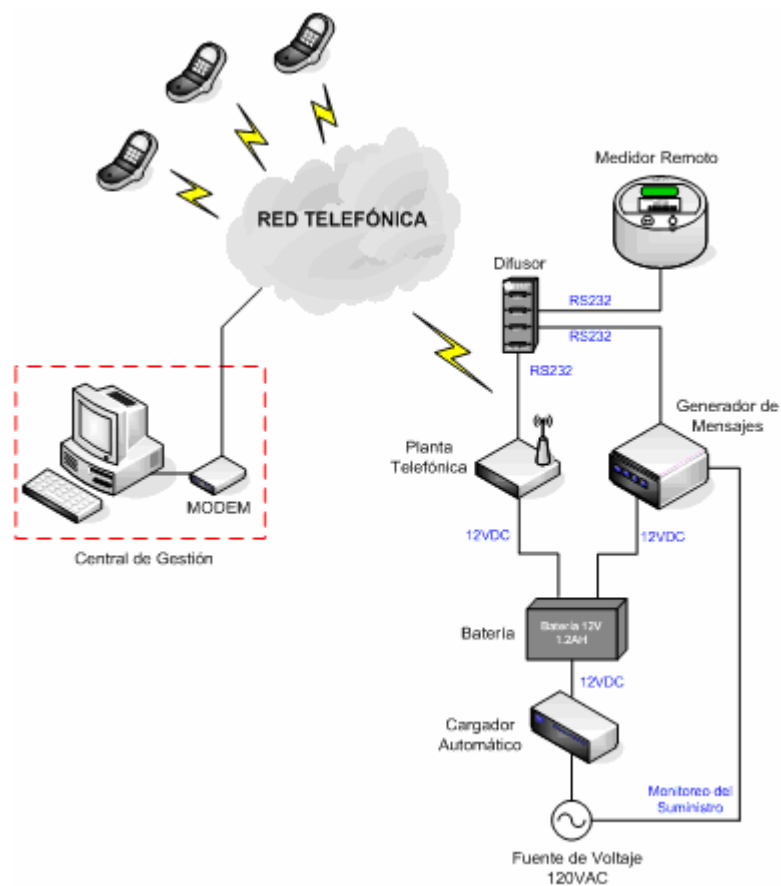 RED TELEFÓNICA
Medidor Remoto
Difusor
RS232
RS232
RS232
Generador de
Mensajes
Planta
Telefónica
MODEM
Central de Gestión
12VDC
12VDC
Batería
Batería 12V
1.2AH
12VDC
Cargador
Automático
Monitoreo del
Suministro
Fuente de Voltaje
120VAC